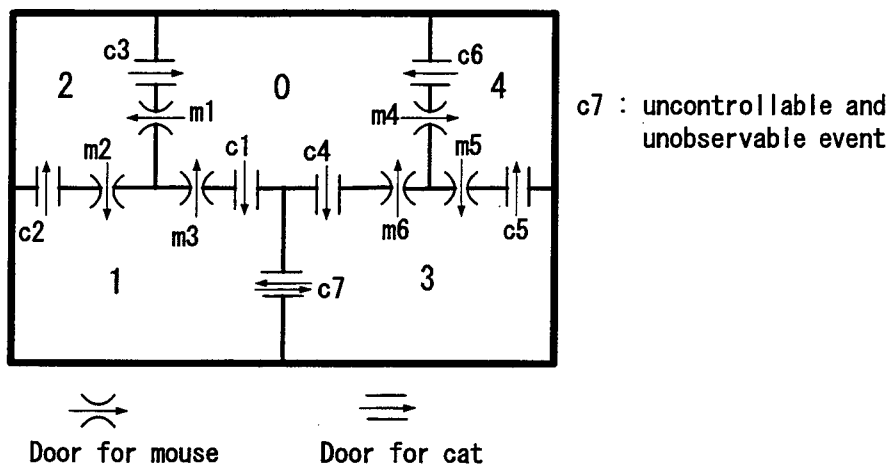 c3
c6
2
0
4
m1
m4
c7 : uncontrollable and
unobservable event
m2
c1
c4
m5
c2
m3
m6
c5
1
c7
3
Door for mouse
Door for cat